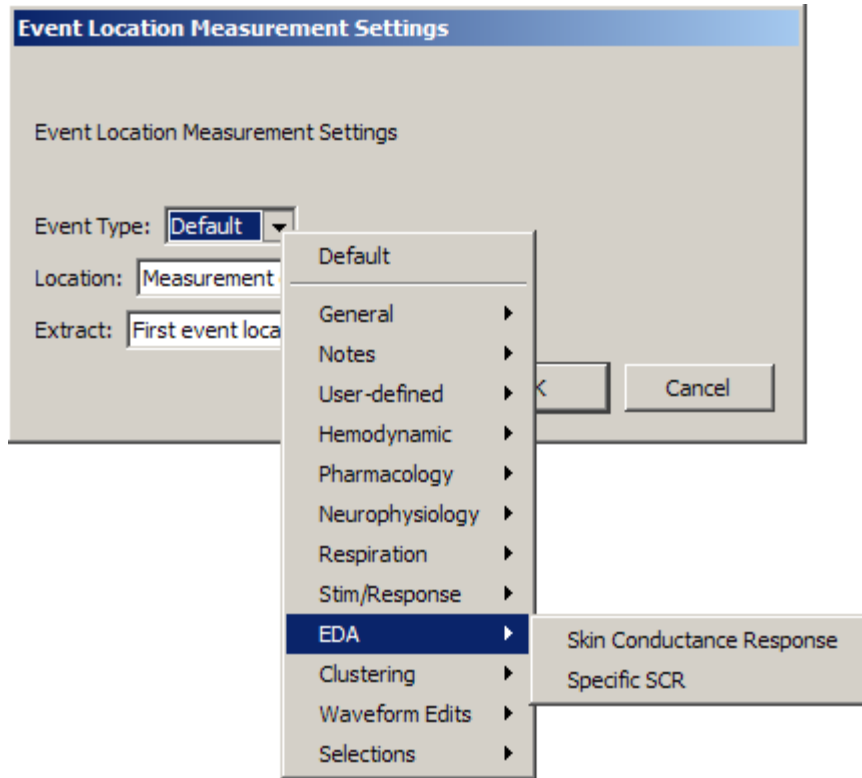 Event Location Measurement Settings
Event Location Measurement Settings
Event Type: Default
Location: Measurement
Extract: First event loca
Cancel
Default
General
Notes
User-defined
Hemodynamic
Pharmacology
Neurophysiology
Respiration
Stim/Response
EDA
Clustering
Waveform Edits
Selections
Skin Conductance Response
Specific SCR